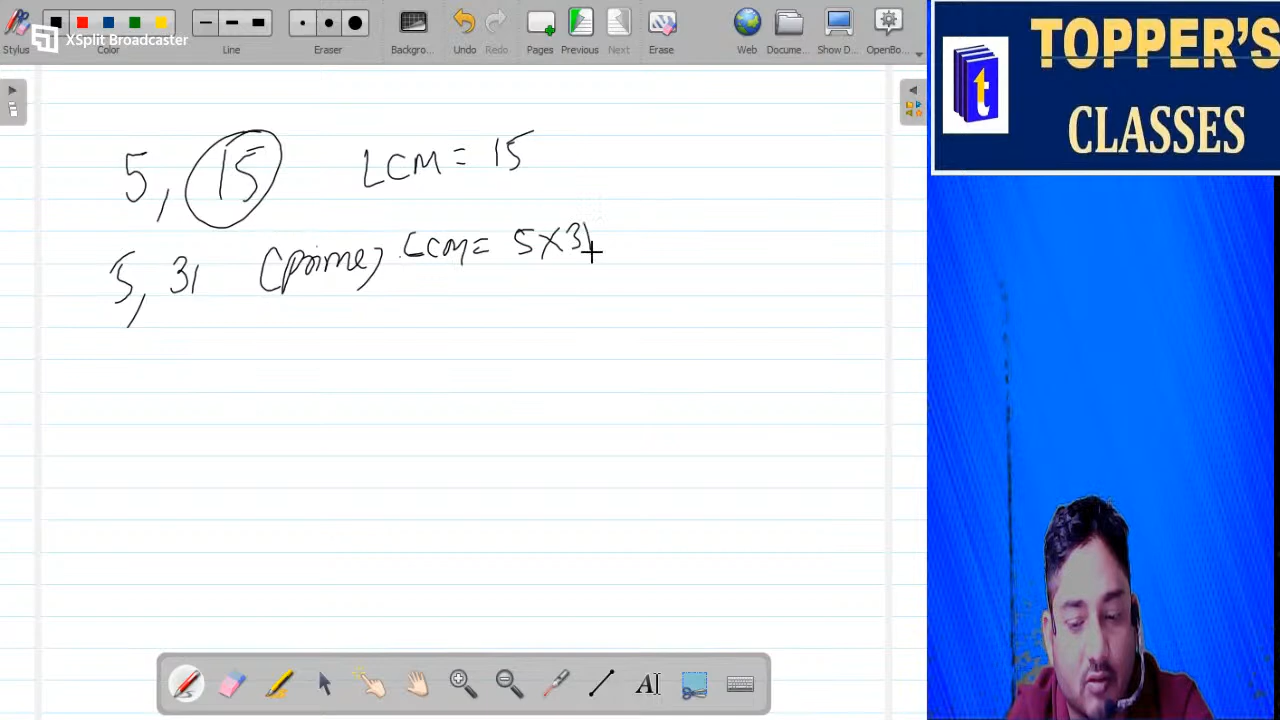 Stylus
Color
Line
Eraser
Backgro...
Undo
Redo
Pages
Previous
Next
Erase
Web
Docume...
Show D...
OpenBo...
XSplit Broadcaster
TOPPER'S
CLASSES
t
5, 15 LCM = 15
5, 31 (prime) LCM = 5×31
AI